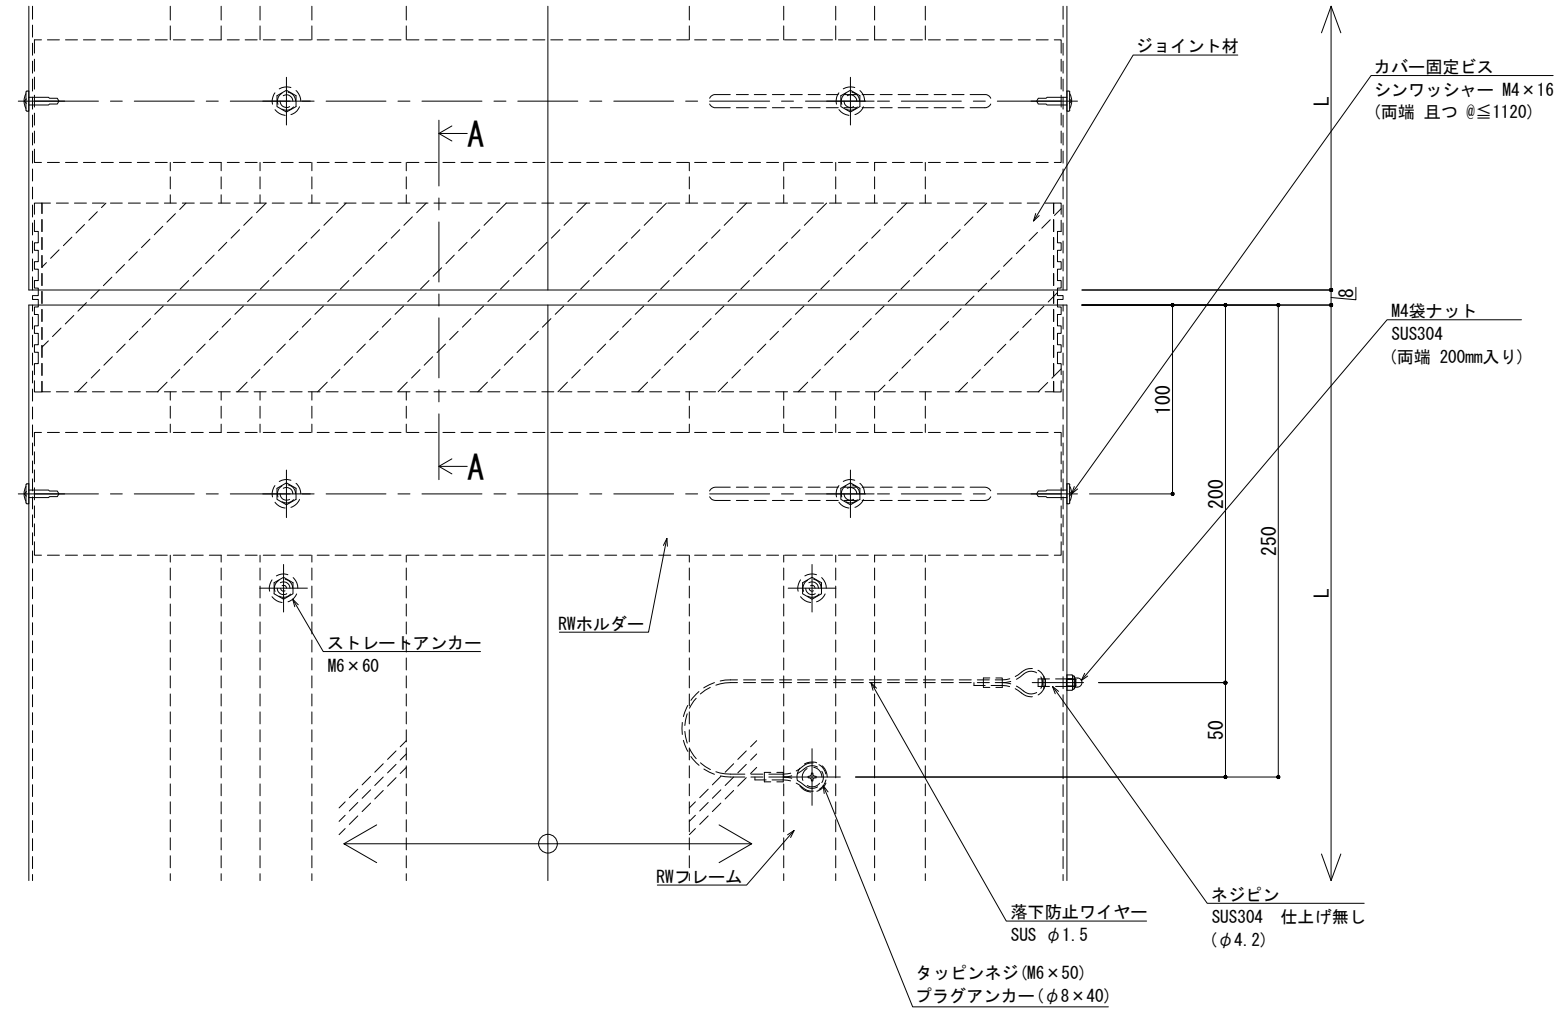 ジョイント材
カバー固定ビス
シンワッシャー M4×16
(両端 且つ @≦1120)
L
A
8
M4袋ナット
SUS304
(両端 200mm入り)
100
A
200
250
L
RWホルダー
ストレートアンカー
M6×60
50
RWフレーム
ネジピン
SUS304 仕上げ無し
(φ4.2)
落下防止ワイヤー
SUS φ1.5
タッピンネジ(M6×50)
プラグアンカー(φ8×40)